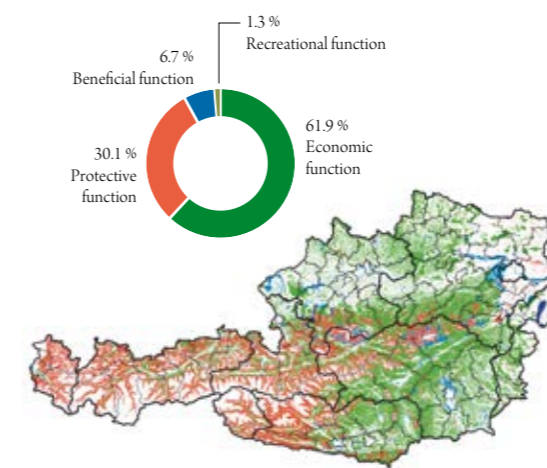 1.3 %
Recreational function
6.7 %
Beneficial function
61.9 %
Economic
function
30.1 %
Protective
function